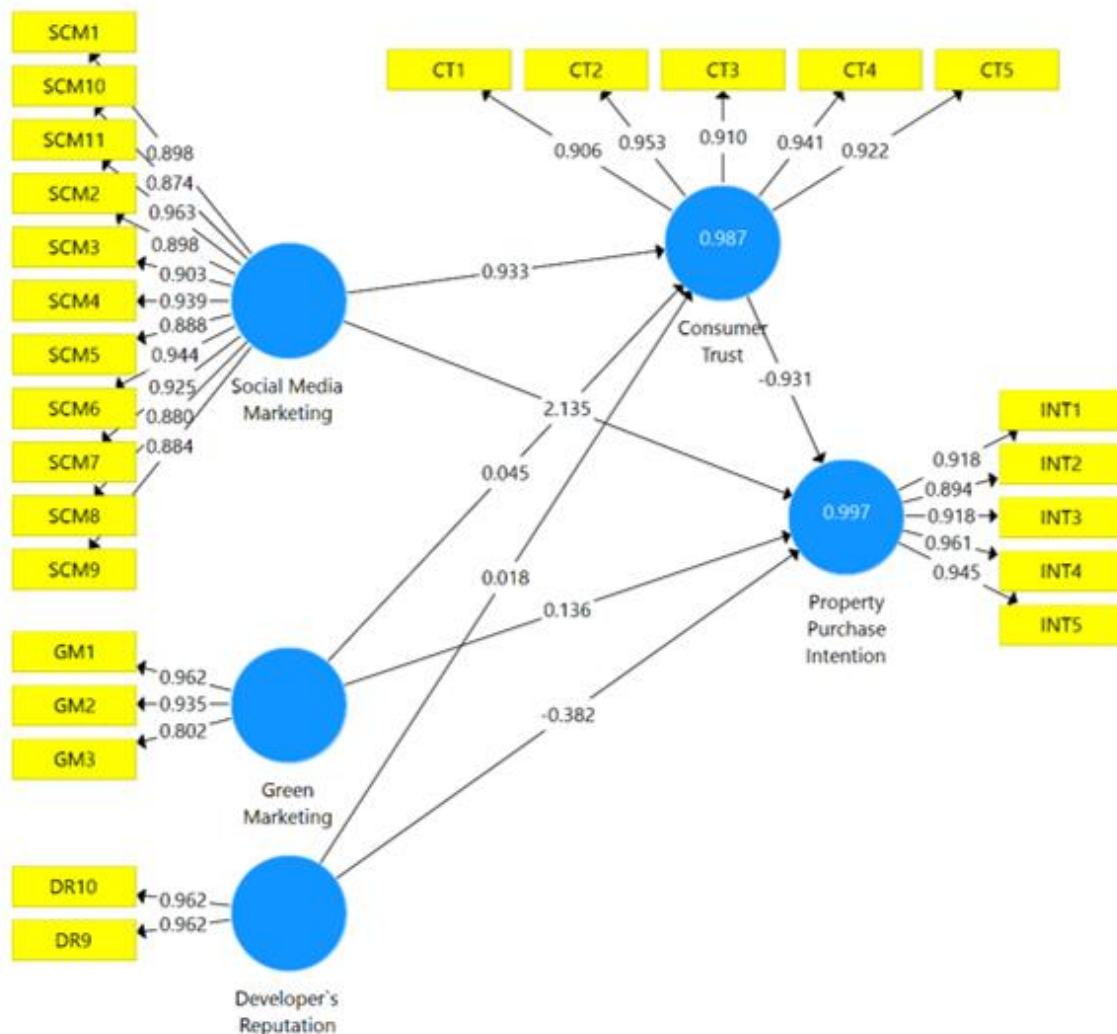 SCM1
SCM10
SCM11
SCM2
SCM3
SCM4
SCM5
SCM6
SCM7
SCM8
SCM9
0.898
0.874
0.963
0.898
0.903
0.939
0.888
0.944
0.925
0.880
0.884
Social Media
Marketing
CT1
CT2
CT3
CT4
CT5
0.906
0.953
0.910
0.941
0.922
0.987
Consumer
Trust
0.933
2.135
-0.931
0.045
0.018
0.136
-0.382
0.997
Property
Purchase
Intention
INT1
INT2
INT3
INT4
INT5
0.918
0.894
0.918
0.961
0.945
GM1
GM2
GM3
0.962
0.935
0.802
Green
Marketing
DR10
DR9
0.962
0.962
Developer`s
Reputation